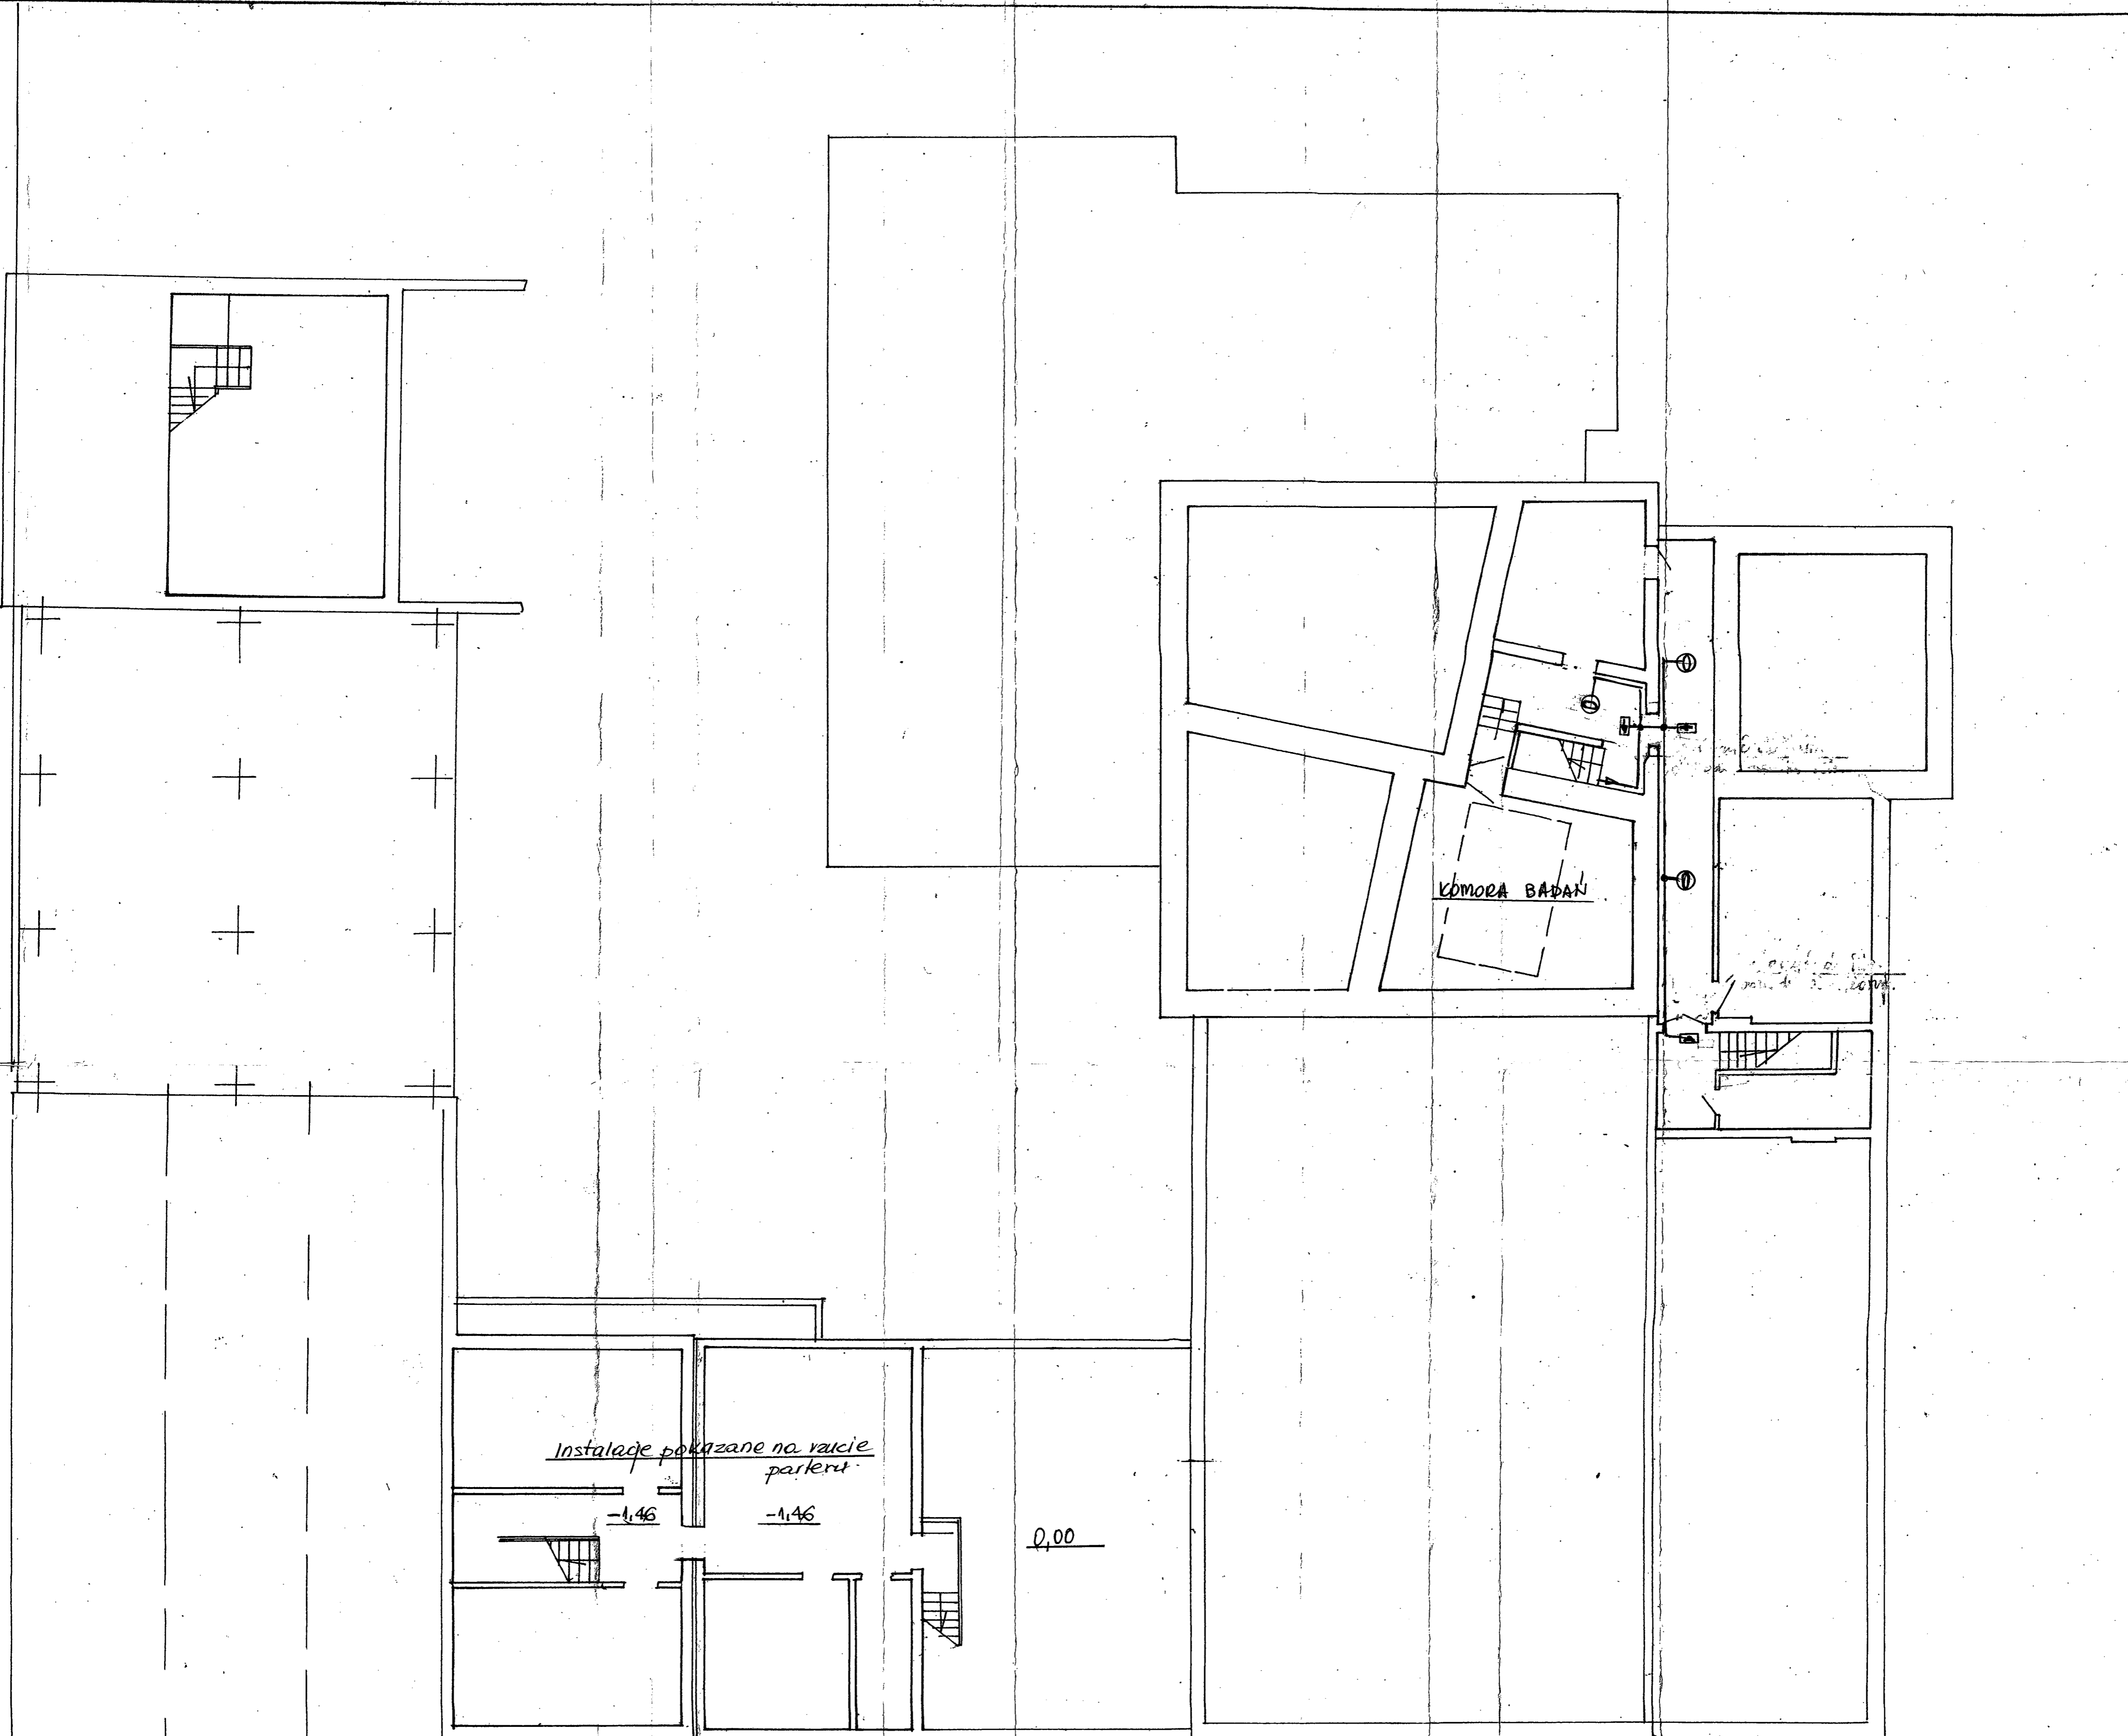 KOMORA BADAŃ
Instalacje pokazane na rzucie
parteru.
-1,46
-1,46
0,00